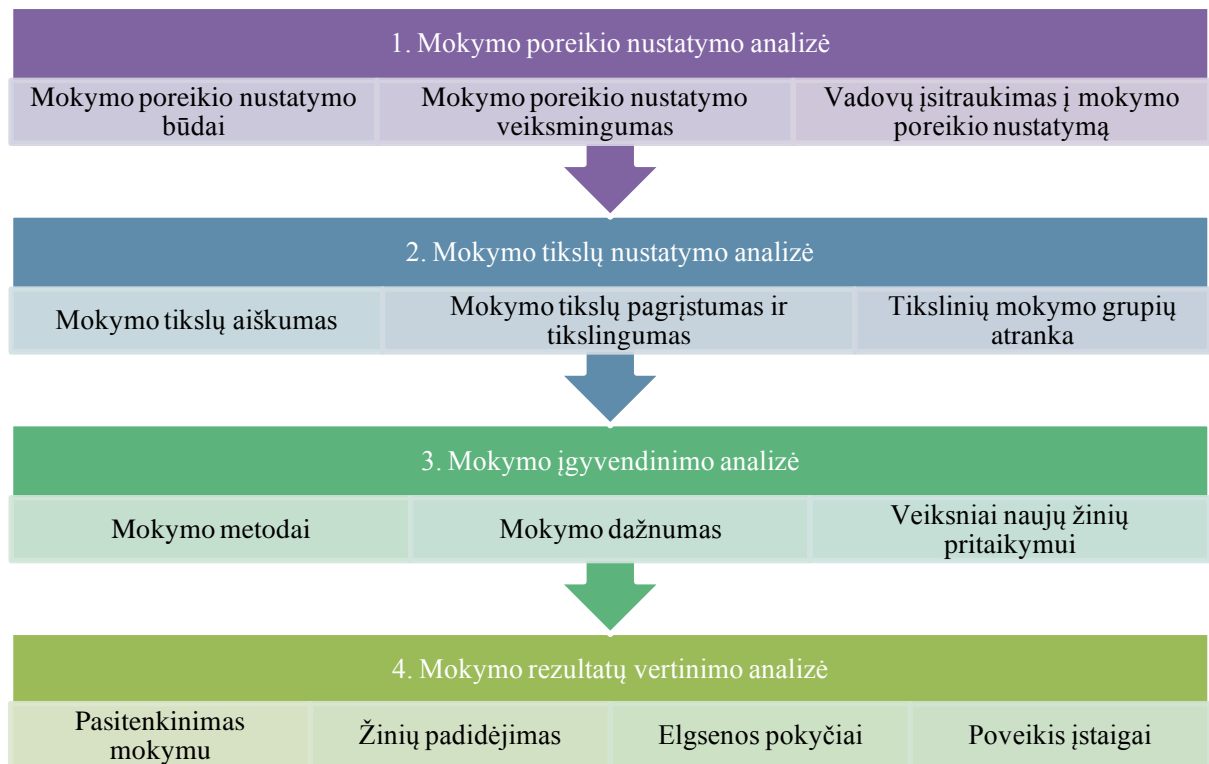 1. Mokymo poreikio nustatymo analizė
Mokymo poreikio nustatymo
būdai
Mokymo poreikio nustatymo
veiksmingumas
Vadovų įsitraukimas į mokymo
poreikio nustatymą
2. Mokymo tikslų nustatymo analizė
Mokymo tikslų aiškumas
Mokymo tikslų pagrįstumas ir
tikslingumas
Tikslinių mokymo grupių
atranka
3. Mokymo įgyvendinimo analizė
Mokymo metodai
Mokymo dažnumas
Veiksniai naujų žinių
pritaikymui
4. Mokymo rezultatų vertinimo analizė
Pasitenkinimas
mokymu
Žinių padidėjimas
Elgsenos pokyčiai
Poveikis įstaigai